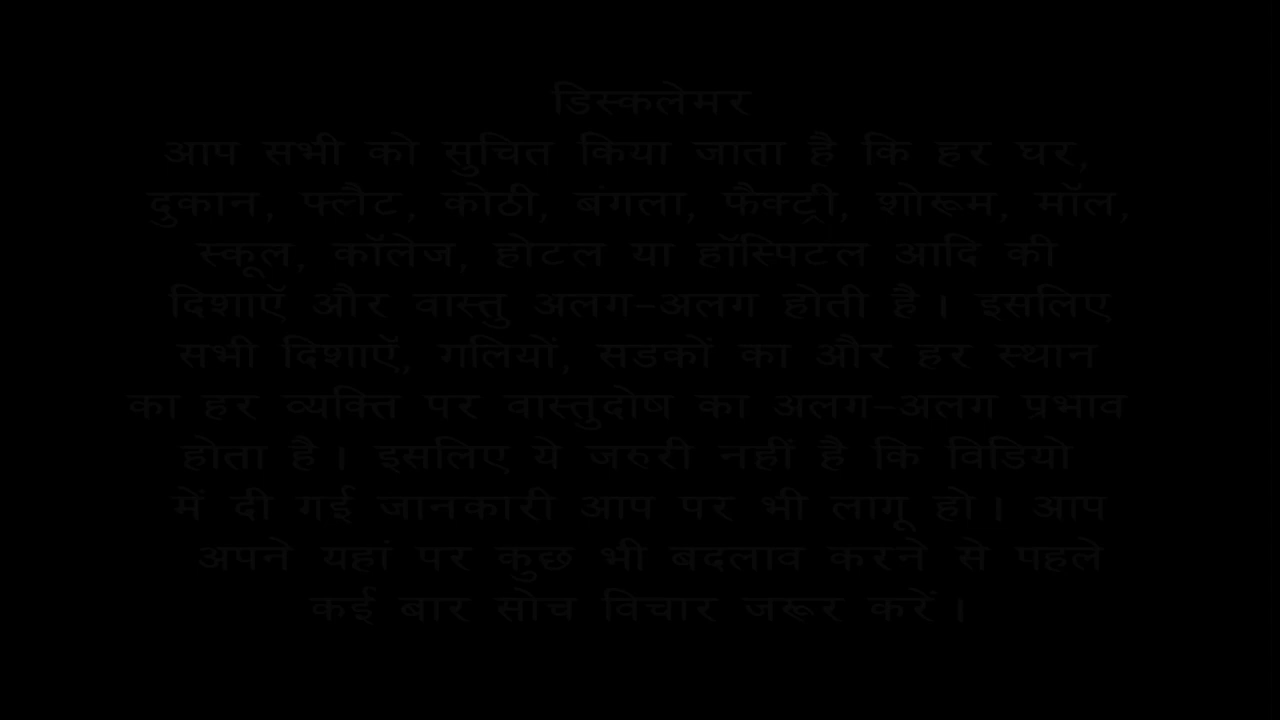 डिस्कलेमर
आप सभी को सुचित किया जाता है कि हर घर,
दुकान, फ्लैट, कोठी, बंगला, फैक्ट्री, शोरूम, मॉल,
स्कूल, कॉलेज, होटल या हॉस्पिटल आदि की
दिशाएँ और वास्तु अलग-अलग होती है। इसलिए
सभी दिशाएँ, गलियों, सडकों का और हर स्थान
का हर व्यक्ति पर वास्तुदोष का अलग-अलग प्रभाव
होता है। इसलिए ये जरुरी नहीं है कि विडियो
में दी गई जानकारी आप पर भी लागू हो। आप
अपने यहां पर कुछ भी बदलाव करने से पहले
कई बार सोच विचार जरूर करें।